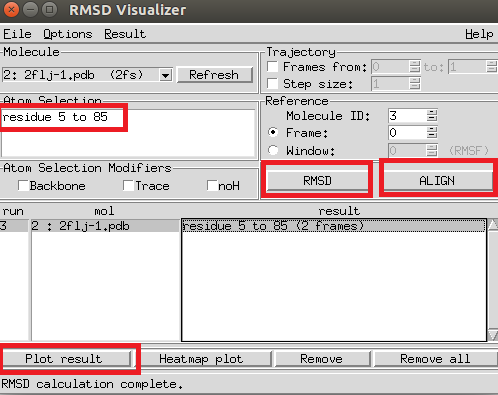 RMSD Visualizer
File Options Result Help
Molecule
2: 2flj-1.pdb (2fs) Refresh
Trajectory
Frames from: 0 to: 1
Step size: 1
Atom Selection
residue 5 to 85
Reference
Molecule ID: 3
Frame: 0
Window: 0 (RMSF)
Atom Selection Modifiers
Backbone Trace noH
RMSD ALIGN
run mol result
3 2 : 2flj-1.pdb residue 5 to 85 (2 frames)
Plot result Heatmap plot Remove Remove all
RMSD calculation complete.